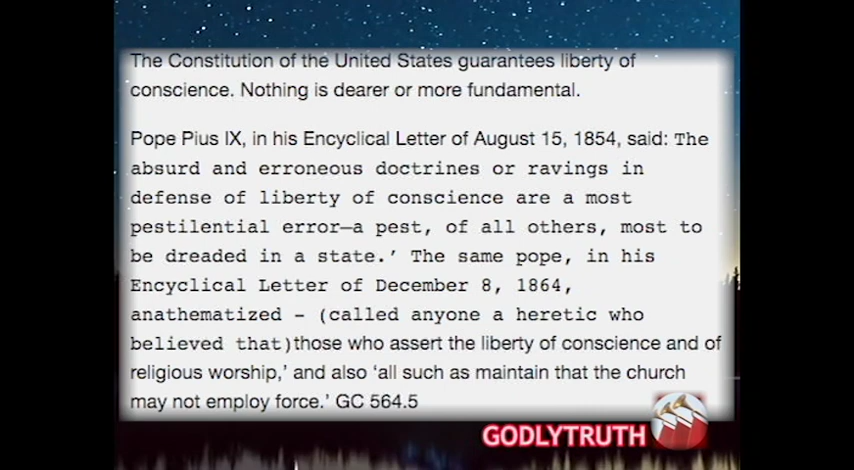 The Constitution of the United States guarantees liberty of
conscience. Nothing is dearer or more fundamental.
Pope Pius IX, in his Encyclical Letter of August 15, 1854, said: The
absurd and erroneous doctrines or ravings in
defense of liberty of conscience are a most
pestilential error—a pest, of all others, most to
be dreaded in a state.’ The same pope, in his
Encyclical Letter of December 8, 1864,
anathematized – (called anyone a heretic who
believed that)those who assert the liberty of conscience and of
religious worship,’ and also ‘all such as maintain that the church
may not employ force.’ GC 564.5
GODLYTRUTH